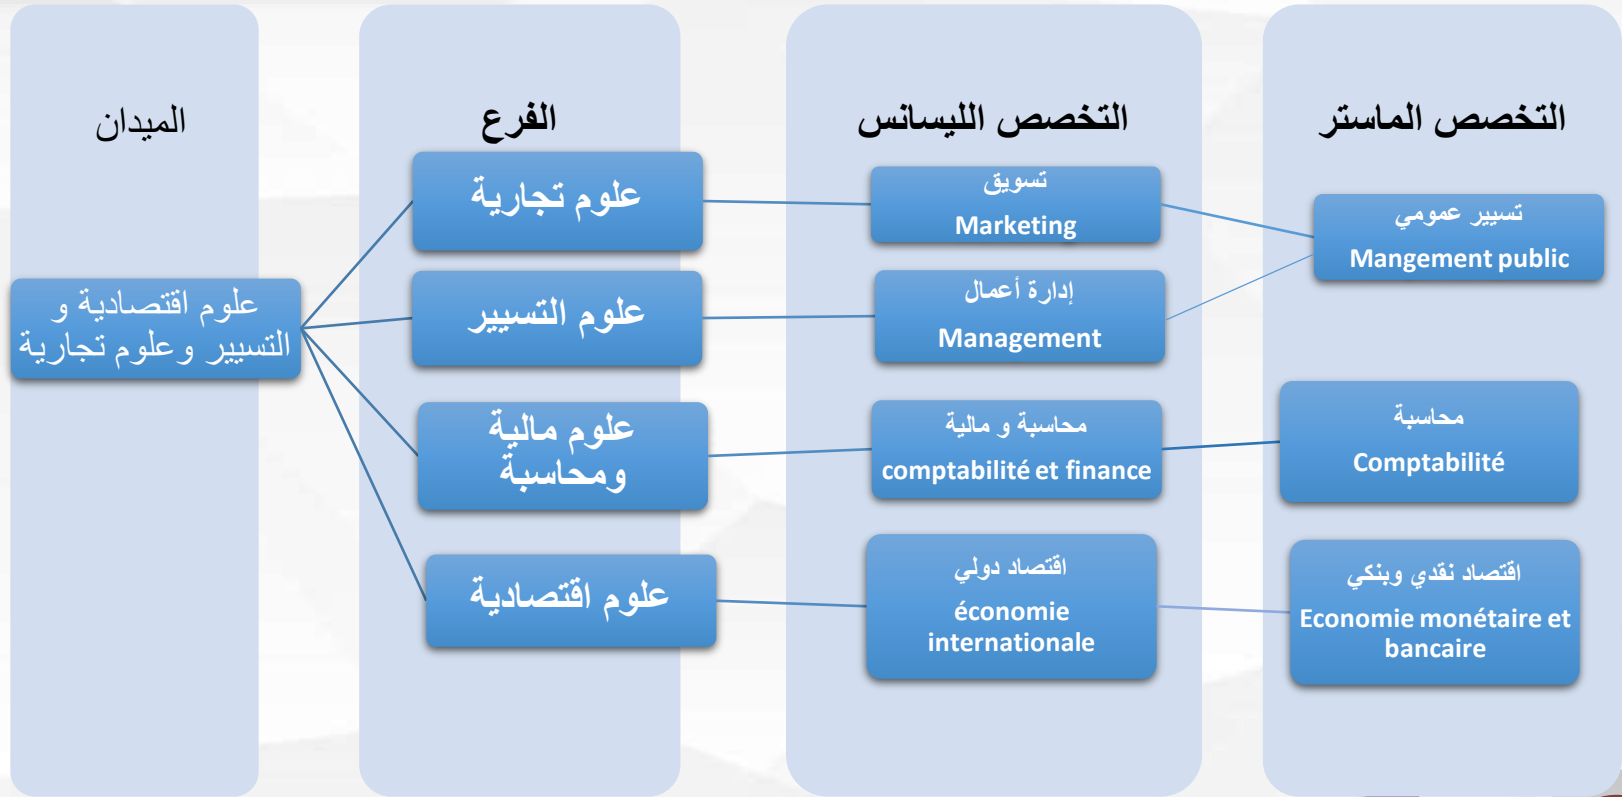 الميدان
الفرع
التخصص الليسانس
التخصص الماستر
علوم اقتصادية و
التسيير وعلوم تجارية
علوم تجارية
علوم التسيير
علوم مالية
ومحاسبة
علوم اقتصادية
تسويق
Marketing
إدارة أعمال
Management
محاسبة و مالية
comptabilité et finance
اقتصاد دولي
économie
internationale
تسيير عمومي
Mangement public
محاسبة
Comptabilité
اقتصاد نقدي وبنكي
Economie monétaire et
bancaire